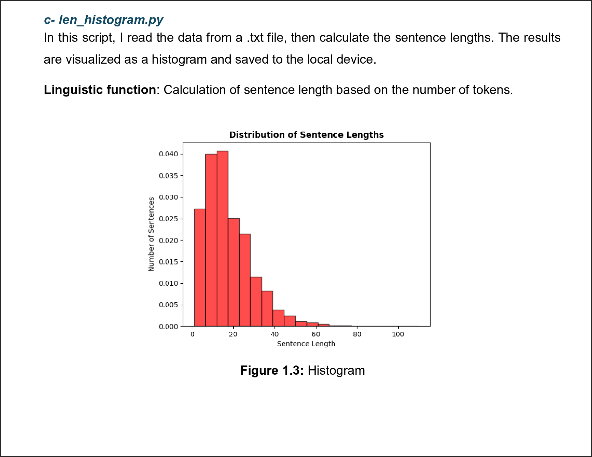 c- len_histogram.py
In this script, I read the data from a .txt file, then calculate the sentence lengths. The results
are visualized as a histogram and saved to the local device.
Linguistic function: Calculation of sentence length based on the number of tokens.
Distribution of Sentence Lengths
Number of Sentences
0.040
0.035
0.030
0.025
0.020
0.015
0.010
0.005
0.000
0 20 40 60 80 100
Sentence Length
Figure 1.3: Histogram